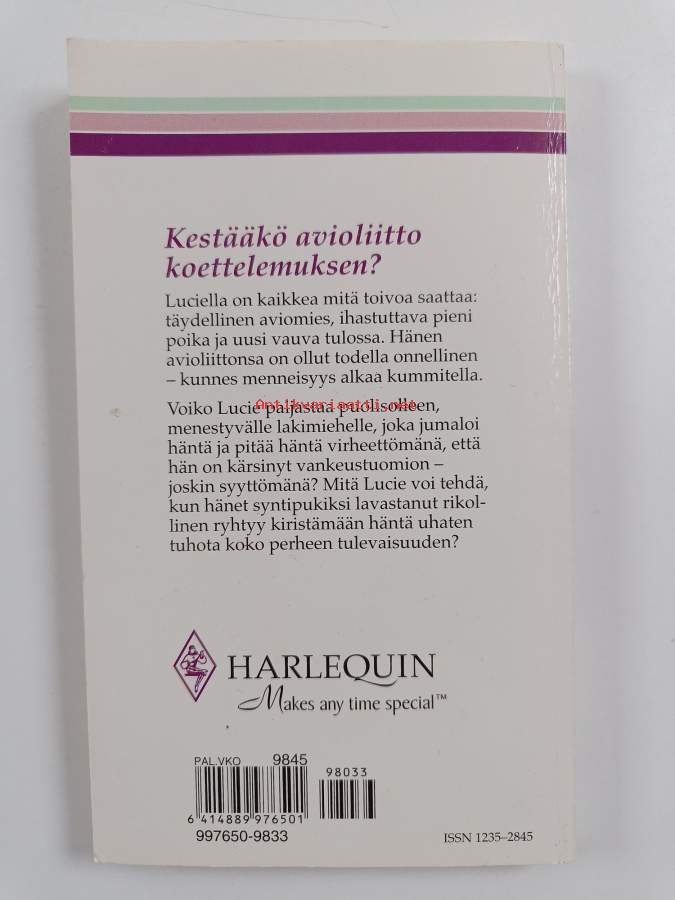 Kestääkö avioliitto
koettelemuksen?
Luciella on kaikkea mitä toivoa saattaa:
täydellinen aviomies, ihastuttava pieni
poika ja uusi vauva tulossa. Hänen
avioliittonsa on ollut todella onnellinen
– kunnes menneisyys alkaa kummitella.
Voiko Lucie paljastaa puolisolleen,
Antikvariaatti.net
menestyvälle lakimiehelle, joka jumaloi
häntä ja pitää häntä virheettömänä, että
hän on kärsinyt vankeustuomion –
joskin syyttömänä? Mitä Lucie voi tehdä,
kun hänet syntipukiksi lavastanut rikol-
linen ryhtyy kiristämään häntä uhaten
tuhota koko perheen tulevaisuuden?
HARLEQUIN
Makes any time special™
PAL.VKO 9845
98033
6 414889 976501
997650-9833
ISSN 1235–2845